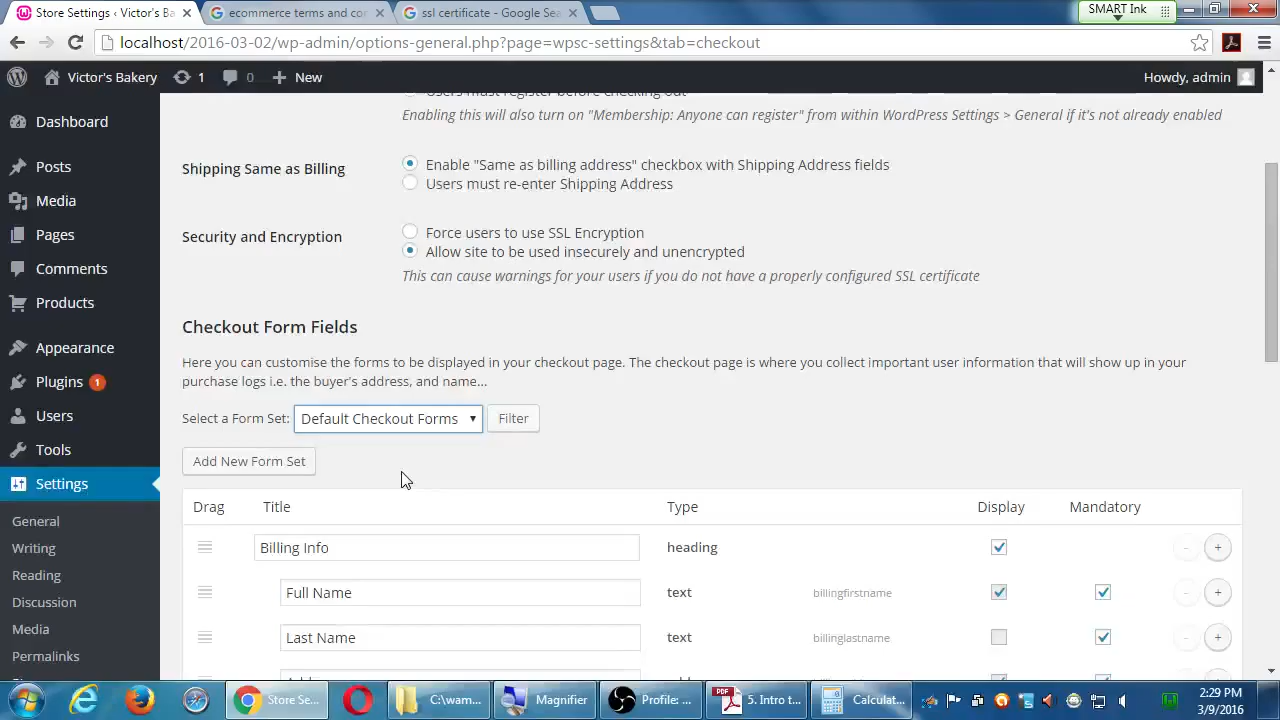 Store Settings ‹ Victor's Ba
ecommerce terms and co
ssl certificate - Google Sea
SMART Ink
localhost/2016-03-02/wp-admin/options-general.php?page=wpsc-settings&tab=checkout
Victor's Bakery
1
0
New
Howdy, admin
Dashboard
Posts
Media
Pages
Comments
Products
Appearance
Plugins 1
Users
Tools
Settings
General
Writing
Reading
Discussion
Media
Permalinks
Users must register before checking out
Enabling this will also turn on "Membership: Anyone can register" from within WordPress Settings > General if it's not already enabled
Shipping Same as Billing
Enable "Same as billing address" checkbox with Shipping Address fields
Users must re-enter Shipping Address
Security and Encryption
Force users to use SSL Encryption
Allow site to be used insecurely and unencrypted
This can cause warnings for your users if you do not have a properly configured SSL certificate
Checkout Form Fields
Here you can customise the forms to be displayed in your checkout page. The checkout page is where you collect important user information that will show up in your
purchase logs i.e. the buyer's address, and name...
Select a Form Set: Default Checkout Forms Filter
Add New Form Set
Drag Title Type Display Mandatory
Billing Info heading
Full Name text billingfirstname
Last Name text billinglastname
Store Se...
C:\wam...
Magnifier
Profile: ...
5. Intro t...
Calculat...
2:29 PM
3/9/2016